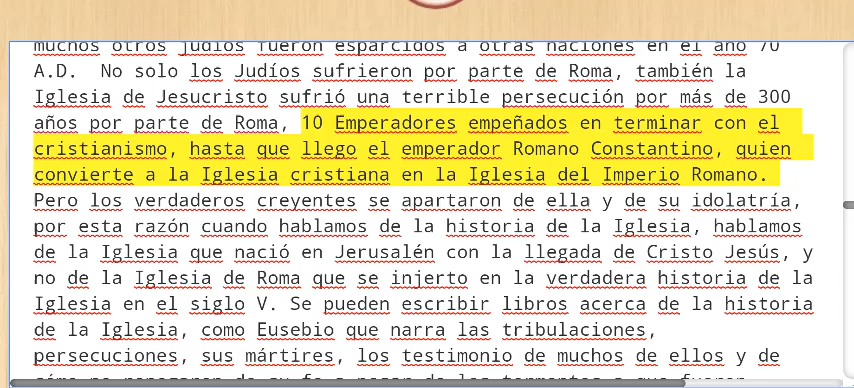 muchos otros judíos fueron esparcidos a otras naciones en el año 70
A.D.  No solo los Judíos sufrieron por parte de Roma, también la
Iglesia de Jesucristo sufrió una terrible persecución por más de 300
años por parte de Roma, 10 Emperadores empeñados en terminar con el
cristianismo, hasta que llego el emperador Romano Constantino, quien
convierte a la Iglesia cristiana en la Iglesia del Imperio Romano.
Pero los verdaderos creyentes se apartaron de ella y de su idolatría,
por esta razón cuando hablamos de la historia de la Iglesia, hablamos
de la Iglesia que nació en Jerusalén con la llegada de Cristo Jesús, y
no de la Iglesia de Roma que se injerto en la verdadera historia de la
Iglesia en el siglo V. Se pueden escribir libros acerca de la historia
de la Iglesia, como Eusebio que narra las tribulaciones,
persecuciones, sus mártires, los testimonio de muchos de ellos y de